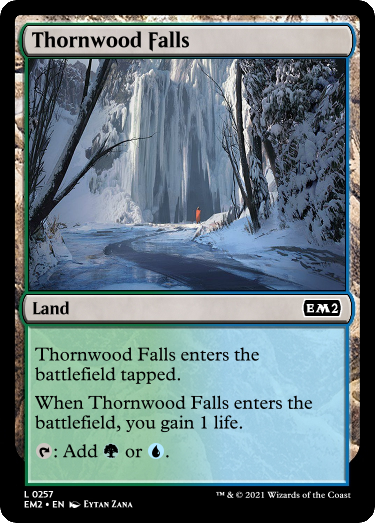 Thornwood Falls
Land
EM2
Thornwood Falls enters the
battlefield tapped.
When Thornwood Falls enters the
battlefield, you gain 1 life.
: Add or .
L 0257
EM2 • EN Eytan Zana
™ & © 2021 Wizards of the Coast